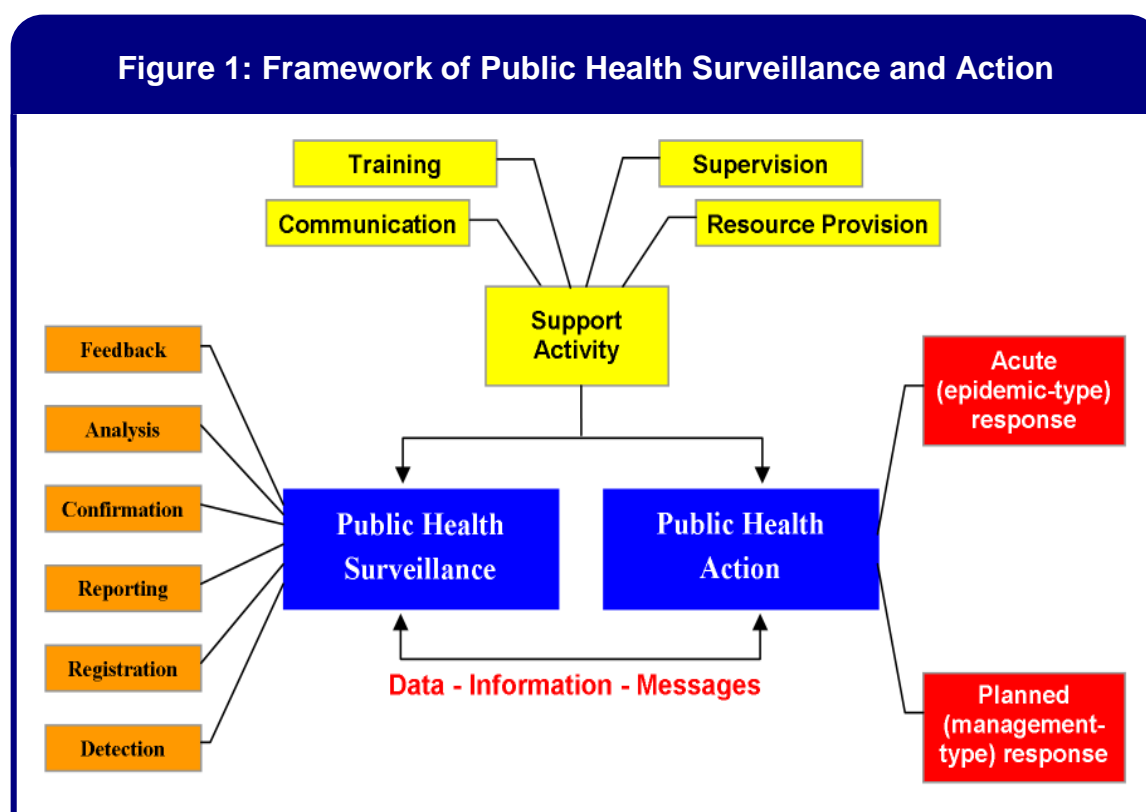 Figure 1: Framework of Public Health Surveillance and Action
Training
Supervision
Communication
Resource Provision
Support
Activity
Feedback
Analysis
Confirmation
Reporting
Registration
Detection
Public Health
Surveillance
Public Health
Action
Acute
(epidemic-type)
response
Data - Information - Messages
Planned
(management-
type) response